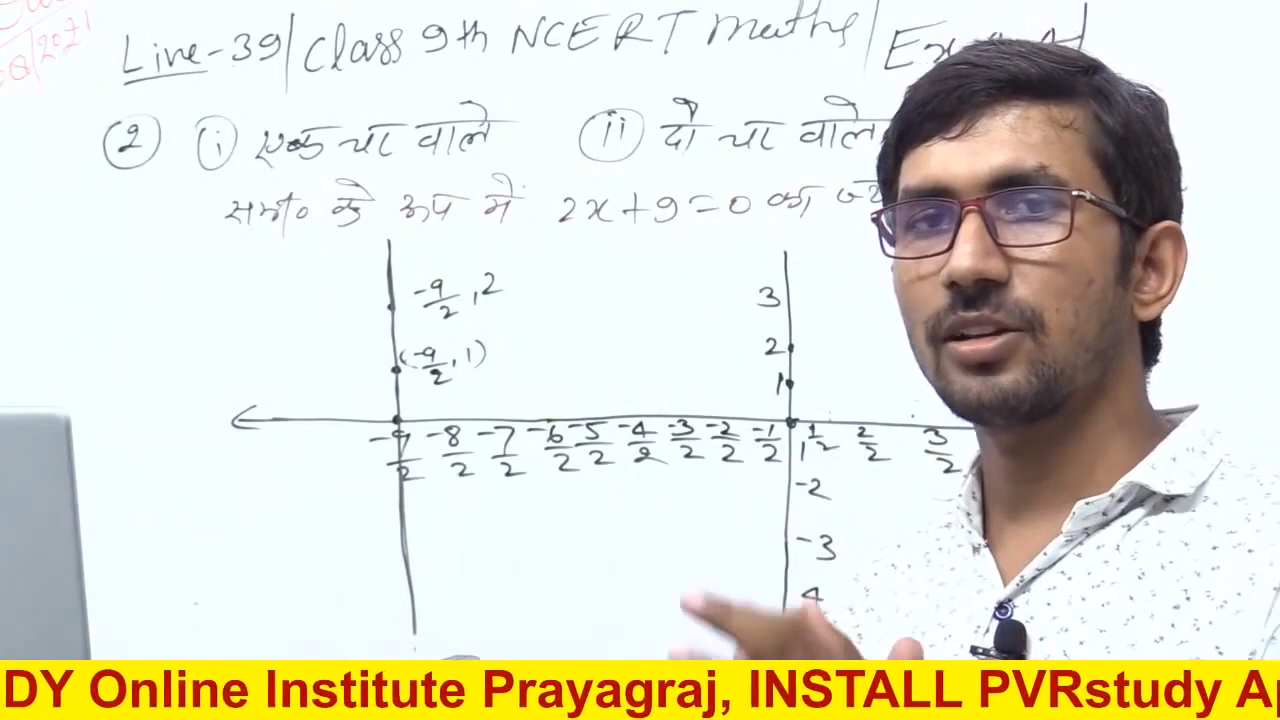 08/2021
Line-39/Class 9th NCERT Maths/
② ⓘ एक चर वाले ⓘⓘ दो चर वाले
समी० के रूप में 2x+9=0 का
-9/2, 2
(-9/2, 1)
3
2
1
-9/2 -8/2 -7/2 -6/2 -5/2 -4/2 -3/2 -2/2 -1/2 1/2 2/2 3/2
-2
-3
4
DY Online Institute Prayagraj, INSTALL PVRstudy Ap